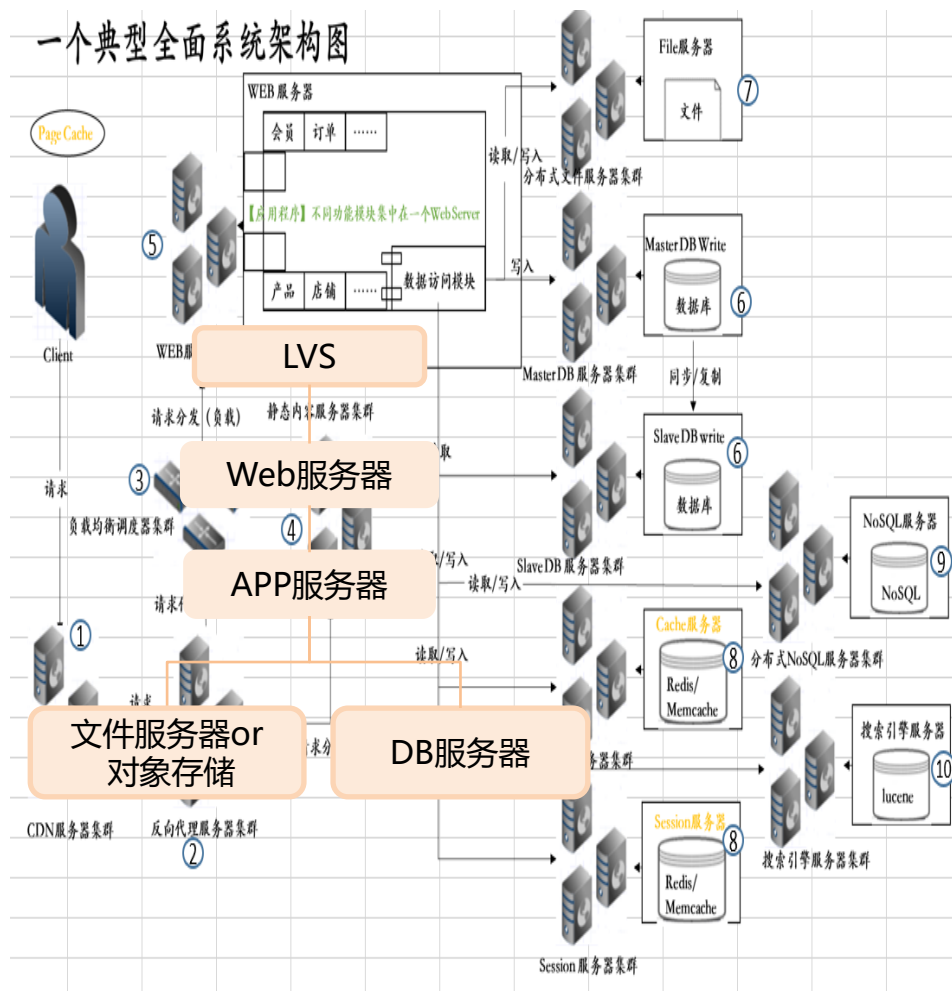 一个典型全面系统架构图
Page Cache
Client
请求
①
CDN服务器集群
请求
反向代理服务器集群
②
③
请求分发（负载）
负载均衡调度器集群
④
静态内容服务器集群
⑤
WEB服务器
会员
订单
……
【应用程序】不同功能模块集中在一个WebServer
产品
店铺
……
数据访问模块
LVS
Web服务器
APP服务器
文件服务器or
对象存储
DB服务器
读取/写入
分布式文件服务器集群
File服务器
文件
⑦
写入
MasterDB服务器集群
MasterDBWrite
数据库
⑥
同步/复制
SlaveDB服务器集群
SlaveDBwrite
数据库
⑥
读取/写入
分布式NoSQL服务器集群
NoSQL服务器
NoSQL
⑨
读取/写入
Cache服务器
Redis/
Memcache
⑧
搜索引擎服务器集群
搜索引擎服务器
lucene
⑩
Session服务器集群
Session服务器
Redis/
Memcache
⑧